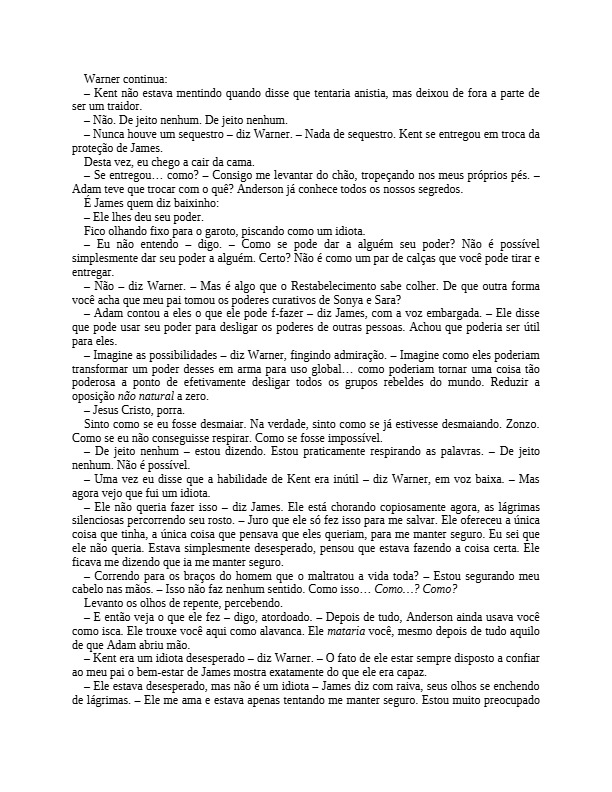 Warner continua:
– Kent não estava mentindo quando disse que tentaria anistia, mas deixou de fora a parte de
ser um traidor.
– Não. De jeito nenhum. De jeito nenhum.
– Nunca houve um sequestro – diz Warner. – Nada de sequestro. Kent se entregou em troca da
proteção de James.
Desta vez, eu chego a cair da cama.
– Se entregou… como? – Consigo me levantar do chão, tropeçando nos meus próprios pés. –
Adam teve que trocar com o quê? Anderson já conhece todos os nossos segredos.
É James quem diz baixinho:
– Ele lhes deu seu poder.
Fico olhando fixo para o garoto, piscando como um idiota.
– Eu não entendo – digo. – Como se pode dar a alguém seu poder? Não é possível
simplesmente dar seu poder a alguém. Certo? Não é como um par de calças que você pode tirar e
entregar.
– Não – diz Warner. – Mas é algo que o Restabelecimento sabe colher. De que outra forma
você acha que meu pai tomou os poderes curativos de Sonya e Sara?
– Adam contou a eles o que ele pode f-fazer – diz James, com a voz embargada. – Ele disse
que pode usar seu poder para desligar os poderes de outras pessoas. Achou que poderia ser útil
para eles.
– Imagine as possibilidades – diz Warner, fingindo admiração. – Imagine como eles poderiam
transformar um poder desses em arma para uso global… como poderiam tornar uma coisa tão
poderosa a ponto de efetivamente desligar todos os grupos rebeldes do mundo. Reduzir a
oposição não natural a zero.
– Jesus Cristo, porra.
Sinto como se eu fosse desmaiar. Na verdade, sinto como se já estivesse desmaiando. Zonzo.
Como se eu não conseguisse respirar. Como se fosse impossível.
– De jeito nenhum – estou dizendo. Estou praticamente respirando as palavras. – De jeito
nenhum. Não é possível.
– Uma vez eu disse que a habilidade de Kent era inútil – diz Warner, em voz baixa. – Mas
agora vejo que fui um idiota.
– Ele não queria fazer isso – diz James. Ele está chorando copiosamente agora, as lágrimas
silenciosas percorrendo seu rosto. – Juro que ele só fez isso para me salvar. Ele ofereceu a única
coisa que tinha, a única coisa que pensava que eles queriam, para me manter seguro. Eu sei que
ele não queria. Estava simplesmente desesperado, pensou que estava fazendo a coisa certa. Ele
ficava me dizendo que ia me manter seguro.
– Correndo para os braços do homem que o maltratou a vida toda? – Estou segurando meu
cabelo nas mãos. – Isso não faz nenhum sentido. Como isso… Como…? Como?
Levanto os olhos de repente, percebendo.
– E então veja o que ele fez – digo, atordoado. – Depois de tudo, Anderson ainda usava você
como isca. Ele trouxe você aqui como alavanca. Ele mataria você, mesmo depois de tudo aquilo
de que Adam abriu mão.
– Kent era um idiota desesperado – diz Warner. – O fato de ele estar sempre disposto a confiar
ao meu pai o bem-estar de James mostra exatamente do que ele era capaz.
– Ele estava desesperado, mas não é um idiota – James diz com raiva, seus olhos se enchendo
de lágrimas. – Ele me ama e estava apenas tentando me manter seguro. Estou muito preocupado